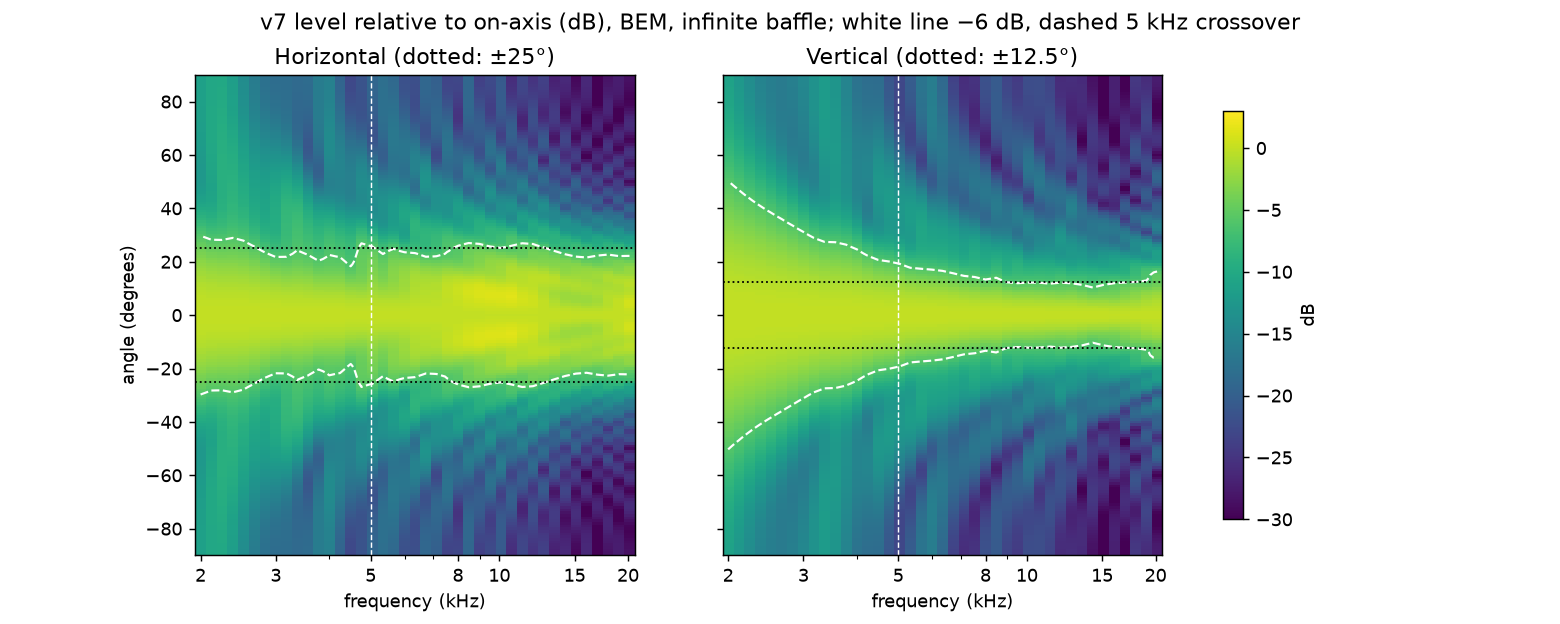 v7 level relative to on-axis (dB), BEM, infinite baffle; white line −6 dB, dashed 5 kHz crossover
Horizontal (dotted: ±25°)
Vertical (dotted: ±12.5°)
80
60
40
20
0
−20
−40
−60
−80
angle (degrees)
2 3 5 8 10 15 20
frequency (kHz)
2 3 5 8 10 15 20
frequency (kHz)
0
−5
−10
−15
−20
−25
−30
dB